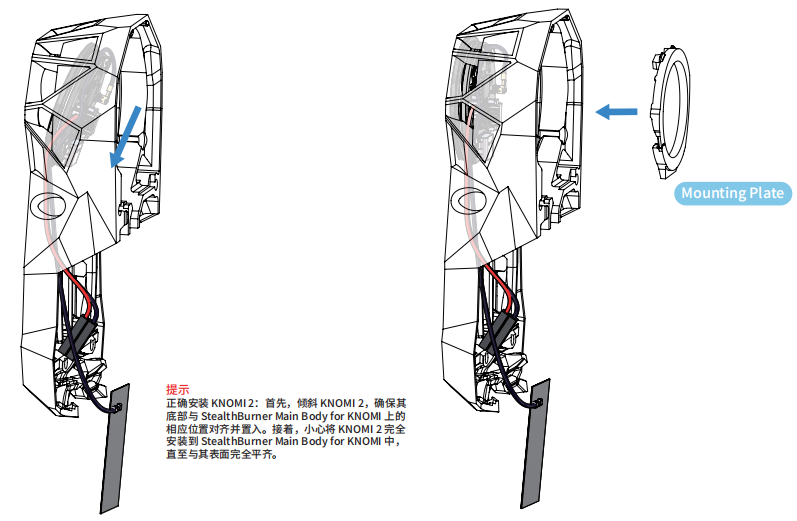 Mounting Plate
提示
正确安装 KNOMI 2：首先，倾斜 KNOMI 2，确保其
底部与 StealthBurner Main Body for KNOMI 上的
相应位置对齐并置入。接着，小心将 KNOMI 2 完全
安装到 StealthBurner Main Body for KNOMI 中，
直至与其表面完全平齐。